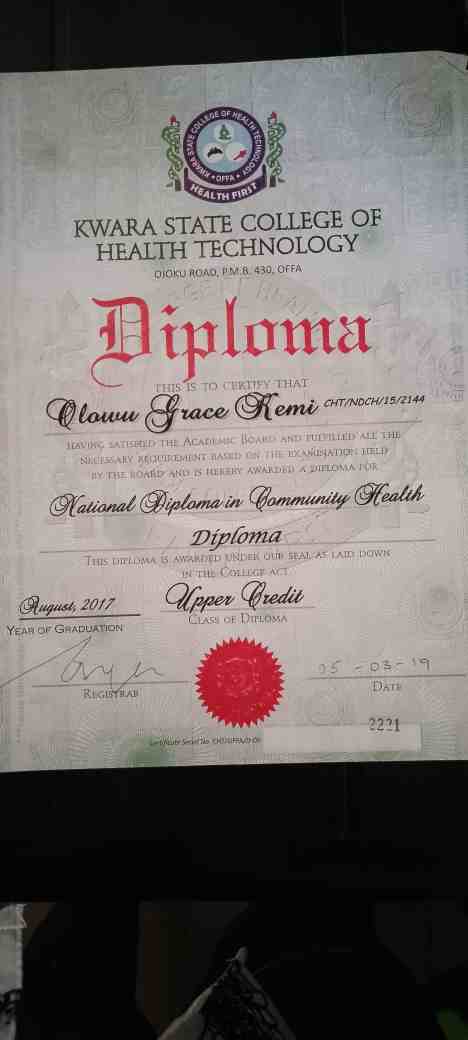 KWARA STATE COLLEGE OF HEALTH TECHNOLOGY
OFFA
HEALTH FIRST
KWARA STATE COLLEGE OF
HEALTH TECHNOLOGY
OJOKU ROAD, P.M.B. 430, OFFA
Diploma
THIS IS TO CERTIFY THAT
Olowu Grace Kemi CHT/NDCH/15/2144
HAVING SATISFIED THE ACADEMIC BOARD AND FULFILLED ALL THE
NECESSARY REQUIREMENT BASED ON THE EXAMINATION HELD
BY THE BOARD AND IS HEREBY AWARDED A DIPLOMA FOR
National Diploma in Community Health
Diploma
THIS DIPLOMA IS AWARDED UNDER OUR SEAL AS LAID DOWN
IN THE COLLEGE ACT
August, 2017 Upper Credit
YEAR OF GRADUATION CLASS OF DIPLOMA
05-03-19
REGISTRAR DATE
2221
Certificate Serial No.